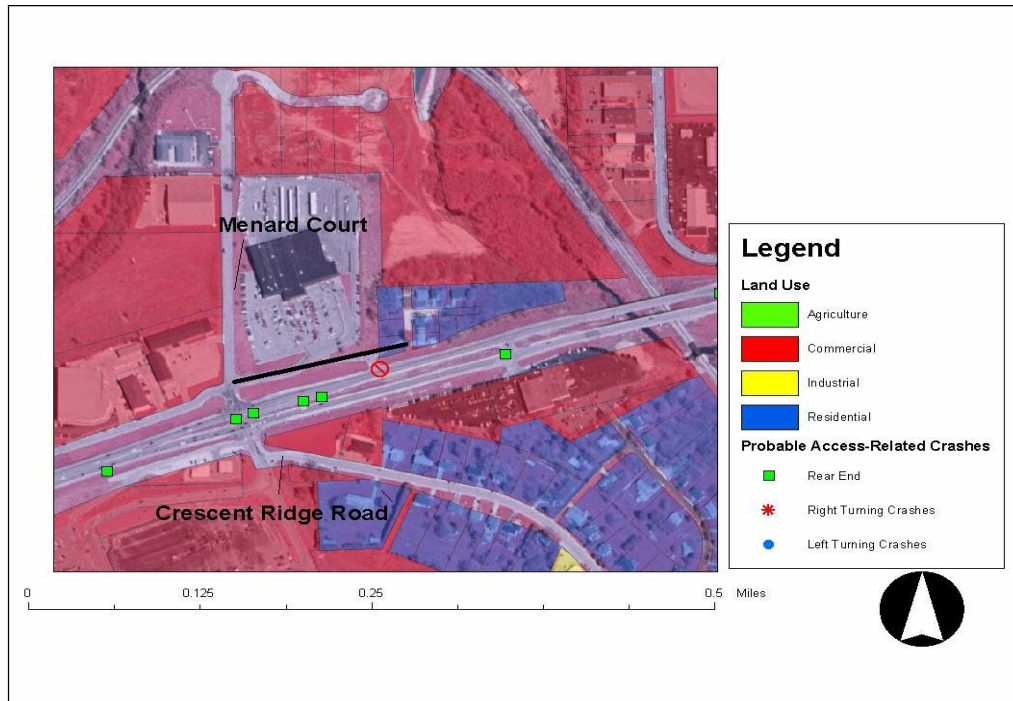 Menard Court
Crescent Ridge Road
Legend
Land Use
Agriculture
Commercial
Industrial
Residential
Probable Access-Related Crashes
Rear End
Right Turning Crashes
Left Turning Crashes
0 0.125 0.25 0.5 Miles